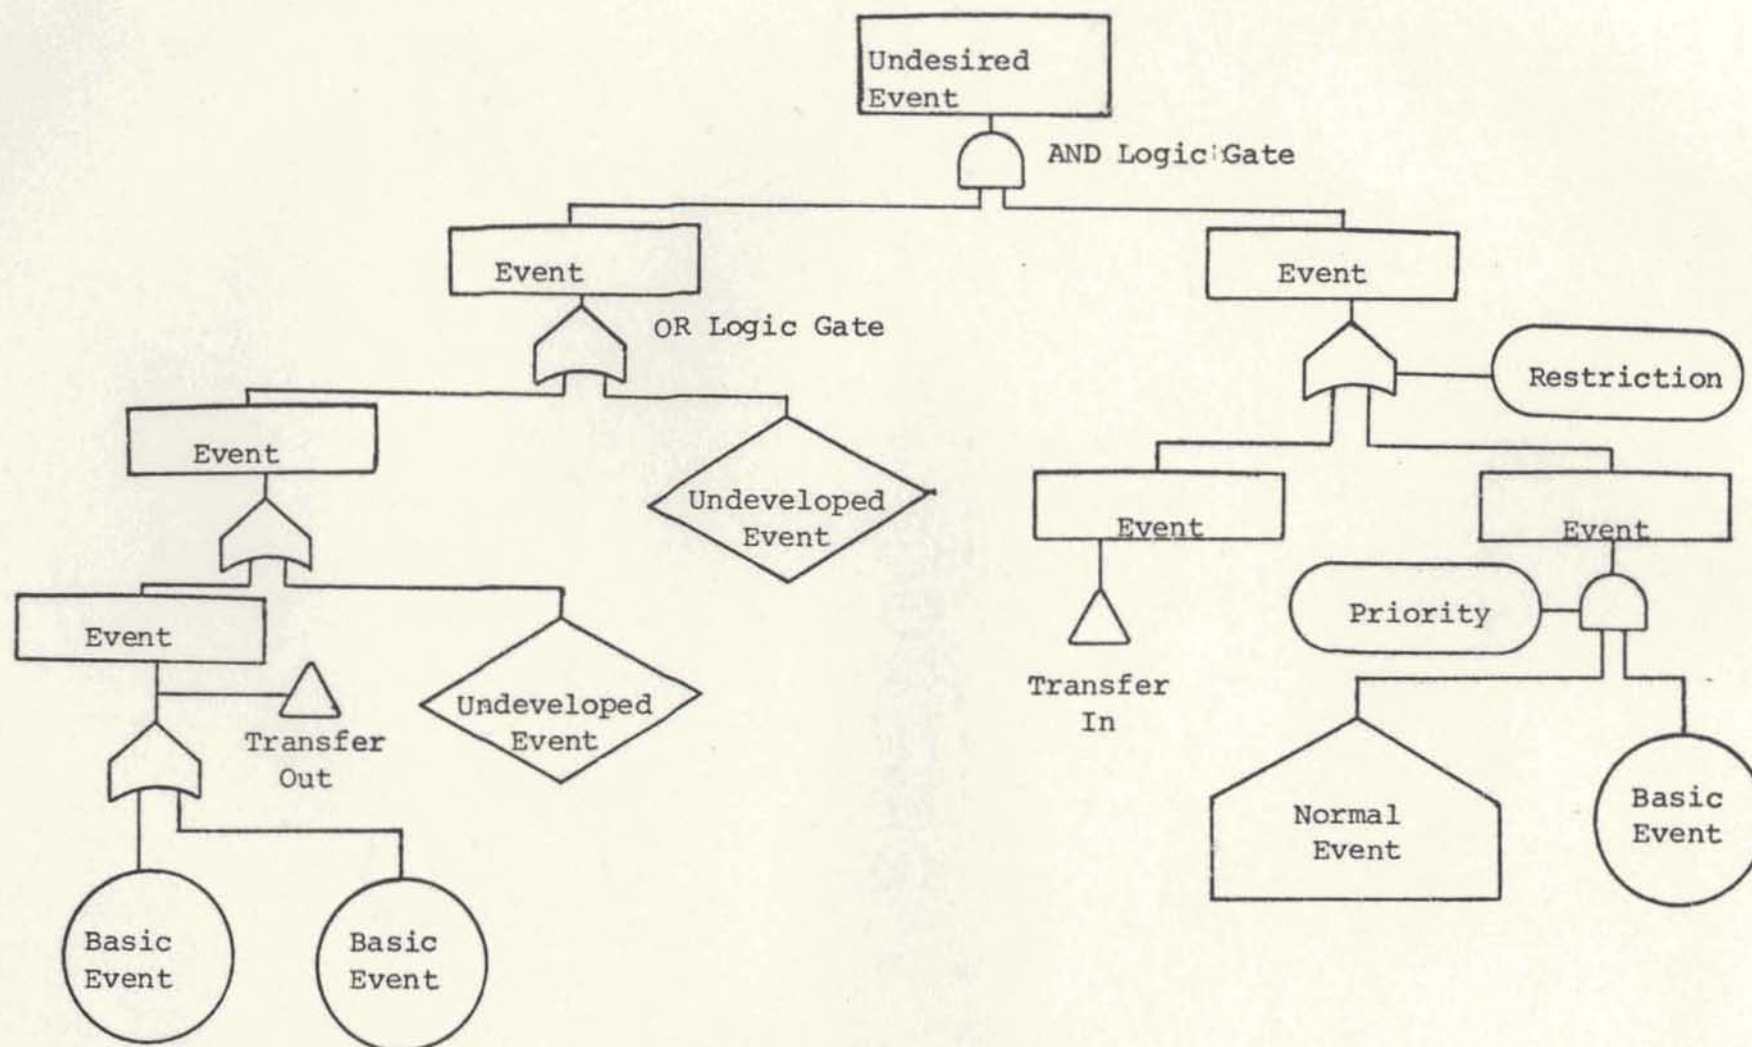 Undesired
Event
AND Logic Gate
Event
Event
OR Logic Gate
Restriction
Event
Undeveloped
Event
Event
Event
Priority
Event
Undeveloped
Event
Transfer
Out
Transfer
In
Normal
Event
Basic
Event
Basic
Event
Basic
Event